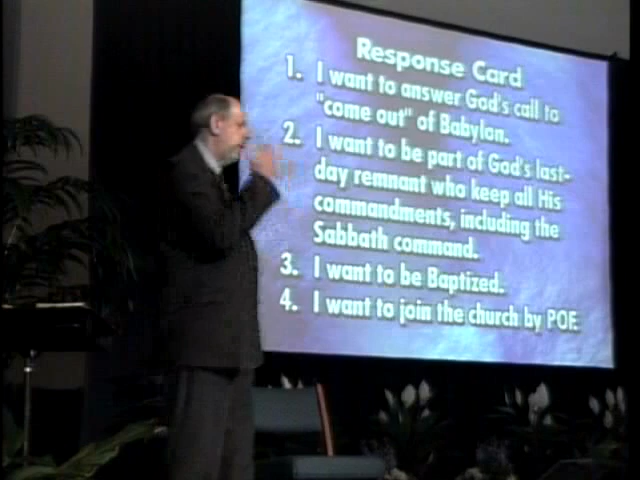 Response Card
1. I want to answer God's call to
"come out" of Babylon.
2. I want to be part of God's last-
day remnant who keep all His
commandments, including the
Sabbath command.
3. I want to be Baptized.
4. I want to join the church by POF.